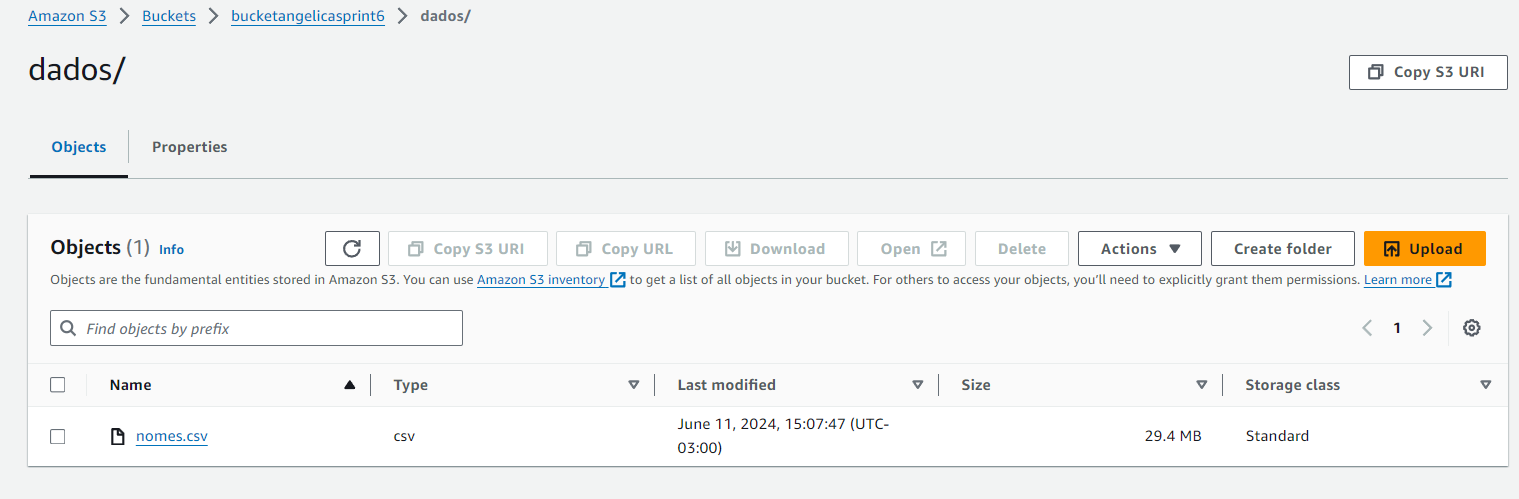 Amazon S3 > Buckets > bucketangelicasprint6 > dados/
dados/
Copy S3 URI
Objects Properties
Objects (1) Info
Copy S3 URI Copy URL Download Open Delete Actions Create folder Upload
Objects are the fundamental entities stored in Amazon S3. You can use Amazon S3 inventory to get a list of all objects in your bucket. For others to access your objects, you'll need to explicitly grant them permissions. Learn more
Find objects by prefix
1
Name Type Last modified Size Storage class
nomes.csv csv June 11, 2024, 15:07:47 (UTC-
03:00) 29.4 MB Standard